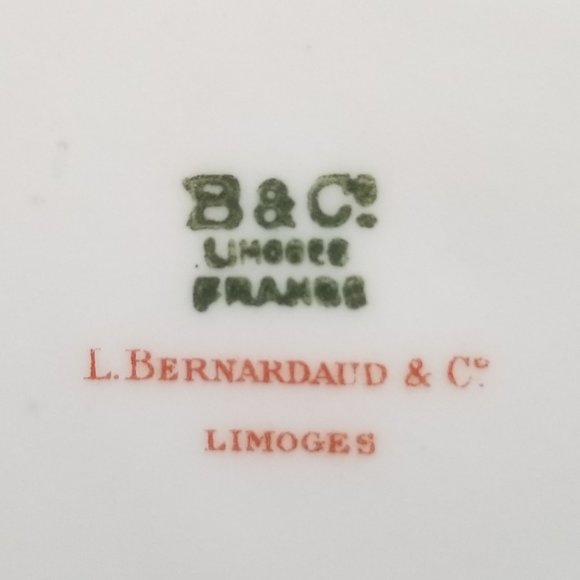 B & Co.
LIMOGES
FRANCE
L. BERNARDAUD & Co
LIMOGES